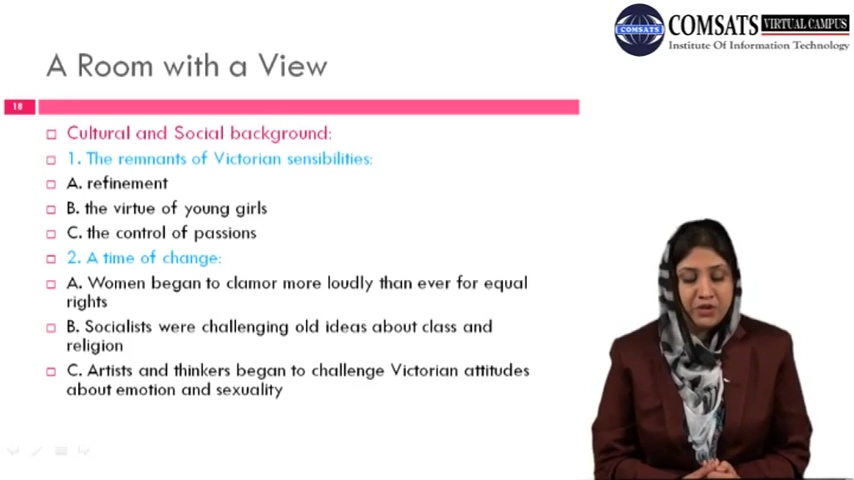 COMSATS VIRTUAL CAMPUS
COMSATS
Institute Of Information Technology
A Room with a View
18
Cultural and Social background:
1. The remnants of Victorian sensibilities:
A. refinement
B. the virtue of young girls
C. the control of passions
2. A time of change:
A. Women began to clamor more loudly than ever for equal
rights
B. Socialists were challenging old ideas about class and
religion
C. Artists and thinkers began to challenge Victorian attitudes
about emotion and sexuality